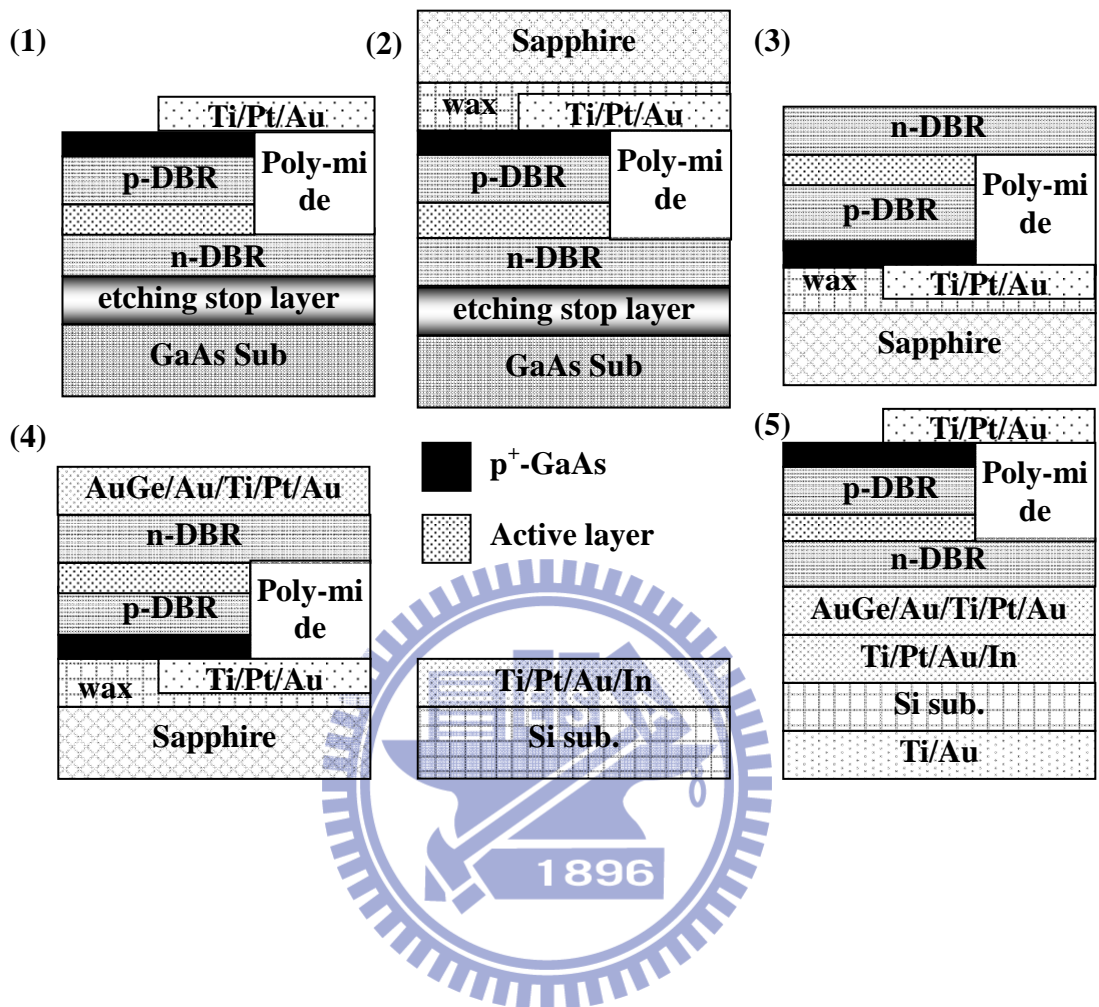 (1)
Ti/Pt/Au
p-DBR
Poly-mi
de
n-DBR
etching stop layer
GaAs Sub
(2)
Sapphire
wax
Ti/Pt/Au
p-DBR
Poly-mi
de
n-DBR
etching stop layer
GaAs Sub
(3)
n-DBR
p-DBR
Poly-mi
de
wax
Ti/Pt/Au
Sapphire
(4)
AuGe/Au/Ti/Pt/Au
n-DBR
p-DBR
Poly-mi
de
wax
Ti/Pt/Au
Sapphire
p⁺-GaAs
Active layer
Ti/Pt/Au/In
Si sub.
(5)
Ti/Pt/Au
p-DBR
Poly-mi
de
n-DBR
AuGe/Au/Ti/Pt/Au
Ti/Pt/Au/In
Si sub.
Ti/Au
1896